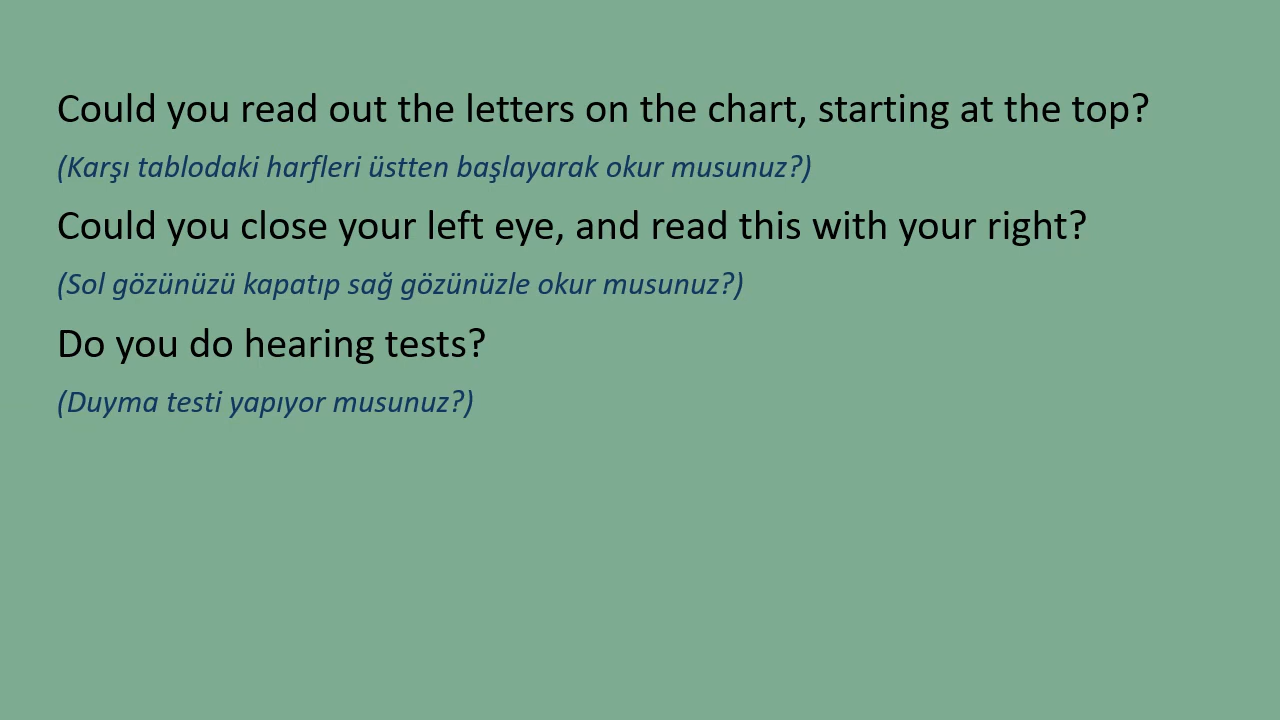 Could you read out the letters on the chart, starting at the top?
(Karşı tablodaki harfleri üstten başlayarak okur musunuz?)
Could you close your left eye, and read this with your right?
(Sol gözünüzü kapatıp sağ gözünüzle okur musunuz?)
Do you do hearing tests?
(Duyma testi yapıyor musunuz?)